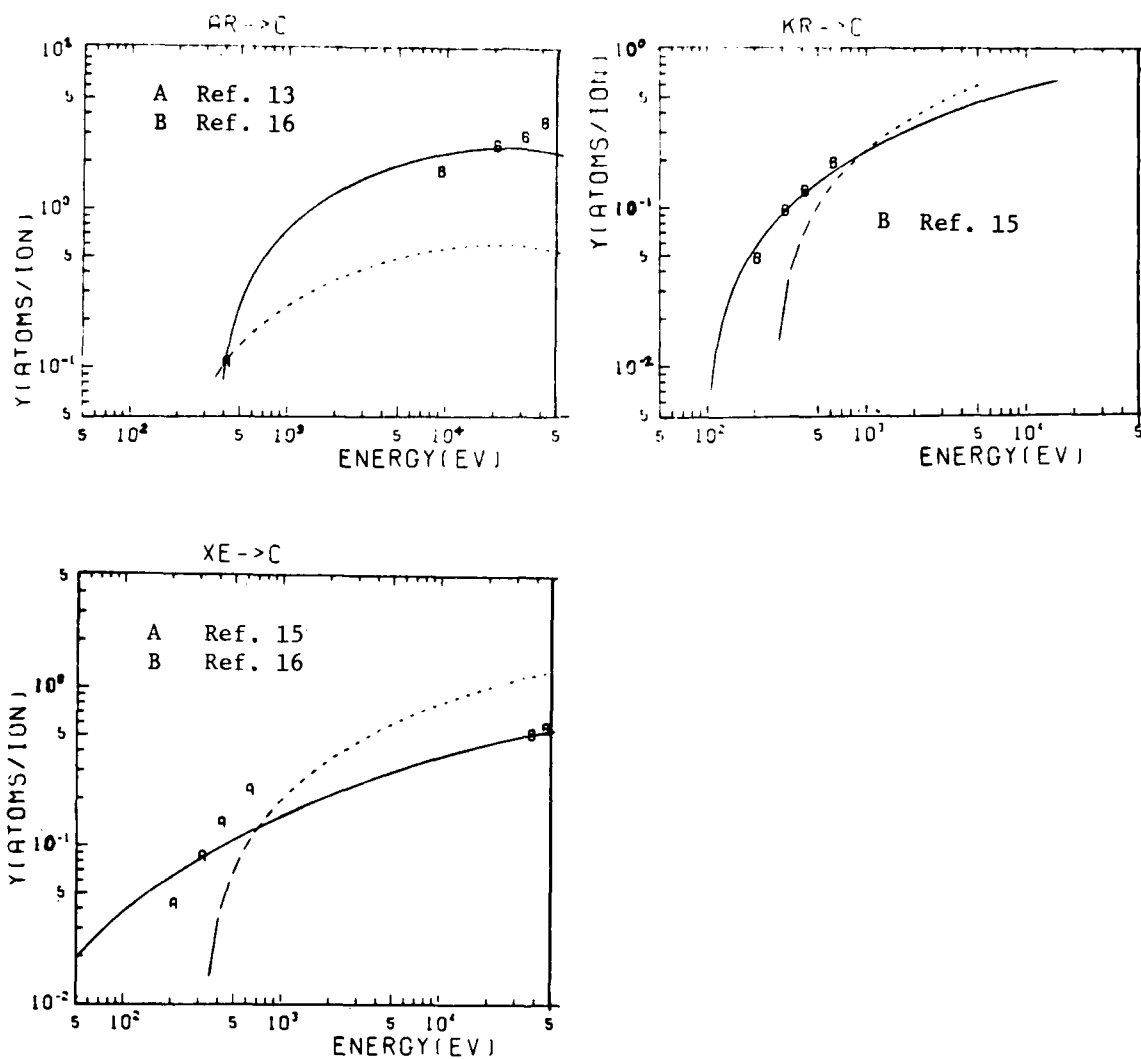 AR->C
10¹
5
10⁰
5
10⁻¹
5
Y(ATOMS/ION)
A Ref. 13
B Ref. 16
5 10² 5 10³ 5 10⁴ 5
ENERGY(EV)
KR->C
10⁰
5
10⁻¹
5
10⁻²
5
Y(ATOMS/ION)
B Ref. 15
5 10² 5 10³ 5 10⁴ 5
ENERGY(EV)
XE->C
5
10⁰
5
10⁻¹
5
10⁻²
Y(ATOMS/ION)
A Ref. 15
B Ref. 16
5 10² 5 10³ 5 10⁴ 5
ENERGY(EV)